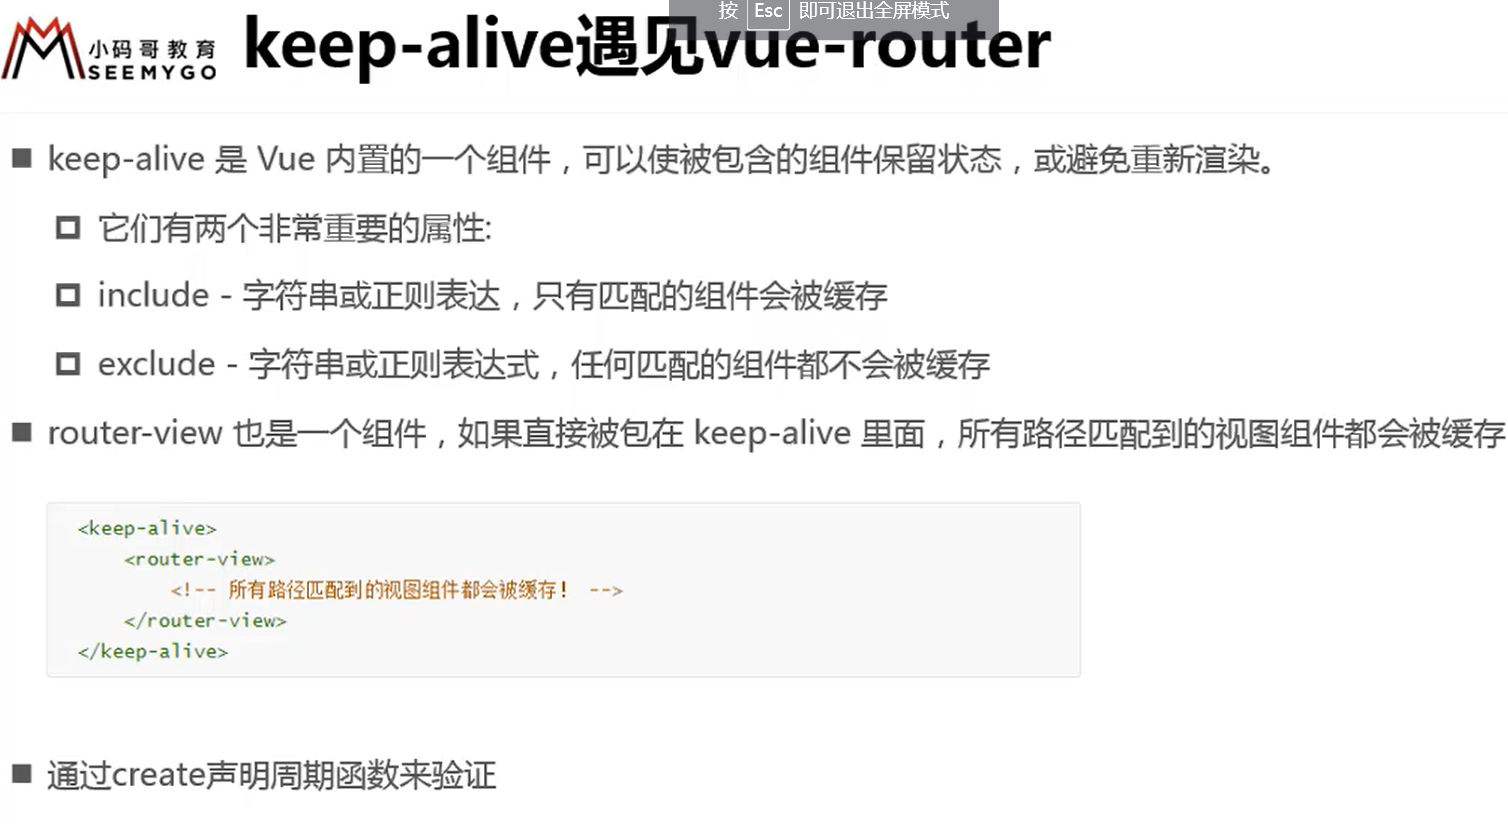 按 Esc 即可退出全屏模式
小码哥教育
SEEMYGO
keep-alive遇见vue-router
keep-alive 是 Vue 内置的一个组件，可以使被包含的组件保留状态，或避免重新渲染。
它们有两个非常重要的属性:
include - 字符串或正则表达，只有匹配的组件会被缓存
exclude - 字符串或正则表达式，任何匹配的组件都不会被缓存
router-view 也是一个组件，如果直接被包在 keep-alive 里面，所有路径匹配到的视图组件都会被缓存
<keep-alive>
<router-view>
<!-- 所有路径匹配到的视图组件都会被缓存! -->
</router-view>
</keep-alive>
通过create声明周期函数来验证